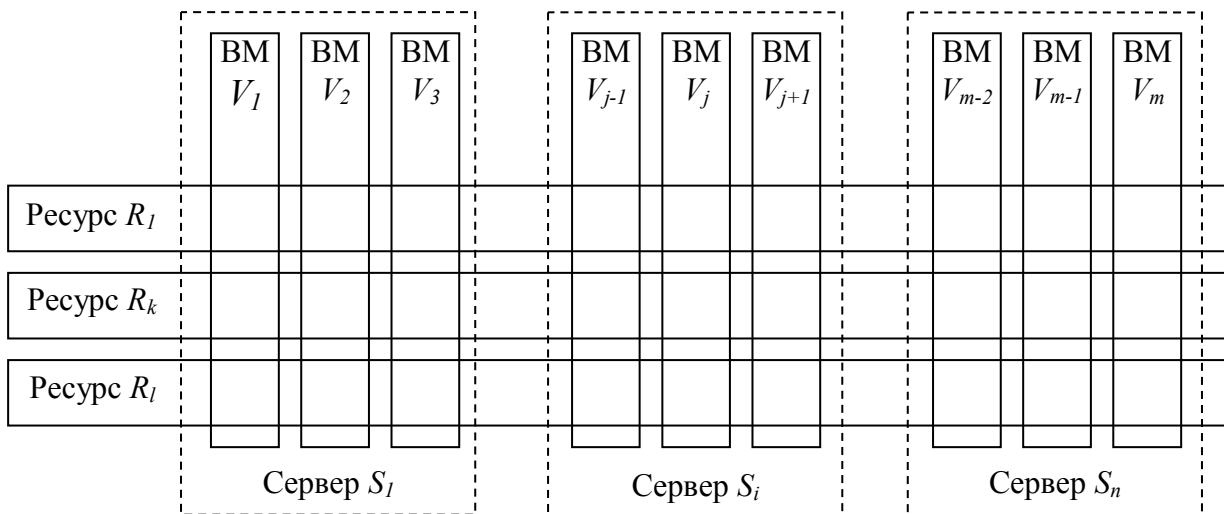 ВМ ВМ ВМ ВМ ВМ ВМ ВМ ВМ ВМ
V1 V2 V3 Vj-1 Vj Vj+1 Vm-2 Vm-1 Vm
Ресурс R1
Ресурс Rk
Ресурс Rl
Сервер S1 Сервер Si Сервер Sn